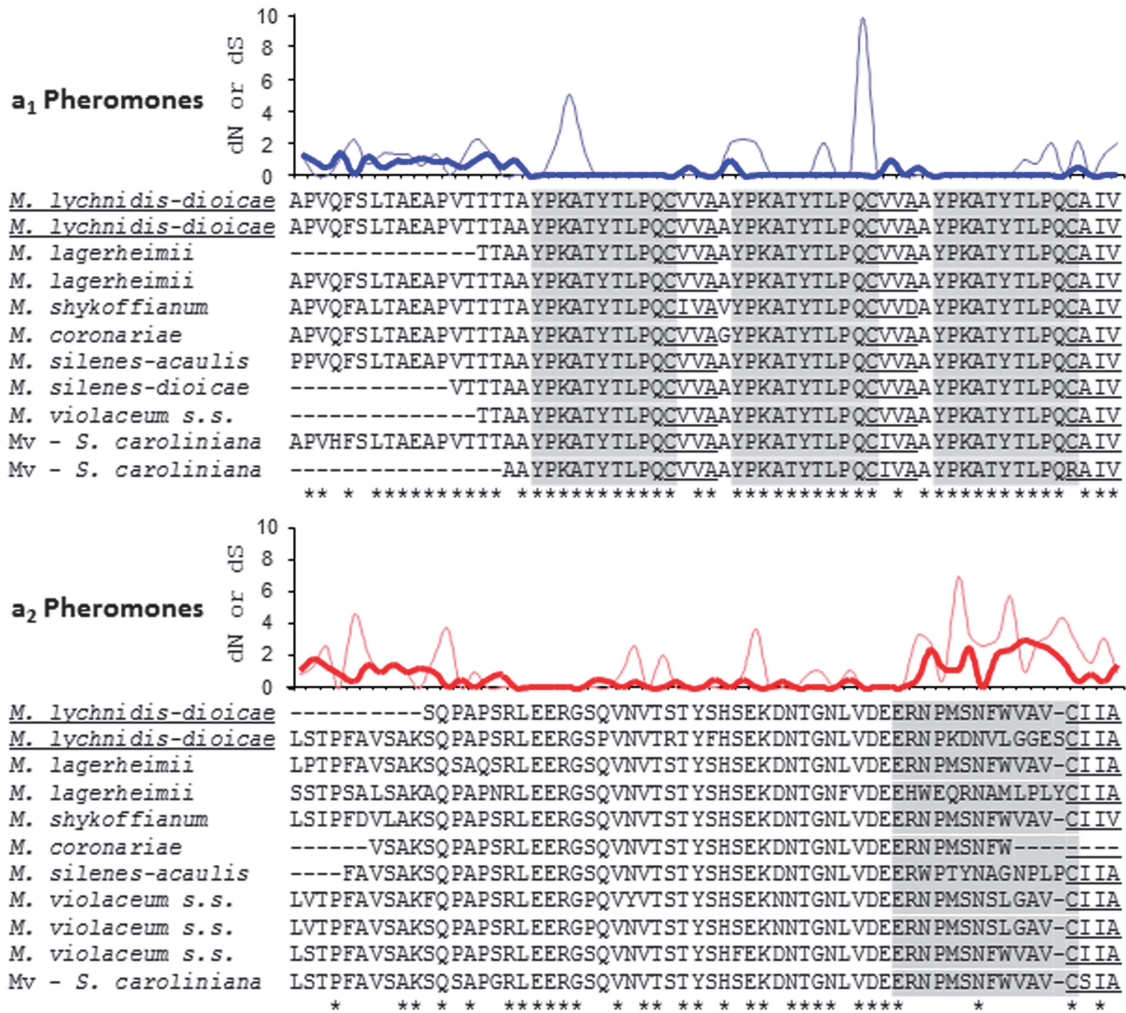 10
8
6
4
2
0
dN or dS
a1 Pheromones
M. lychnidis-dioicae APVQFSLTAEAPVTTTTAYPKATYTLPQCVVAAYPKATYTLPQCVVAAYPKATYTLPQCAIV
M. lychnidis-dioicae APVQFSLTAEAPVTTTAAYPKATYTLPQCVVAAYPKATYTLPQCVVAAYPKATYTLPQCAIV
M. lagerheimii --------------TTAAYPKATYTLPQCVVAAYPKATYTLPQCVVAAYPKATYTLPQCAIV
M. lagerheimii APVQFSLTAEAPVTTTTAYPKATYTLPQCVVAAYPKATYTLPQCVVAAYPKATYTLPQCAIV
M. shykoffianum APVQFALTAEAPVTTTTAYPKATYTLPQCIVAVYPKATYTLPQCVVDAYPKATYTLPQCAIV
M. coronariae APVQFSLTAEAPVTTTTAYPKATYTLPQCVVAGYPKATYTLPQCVVAAYPKATYTLPQCAIV
M. silenes-acaulis PPVQFSLTAEAPVTTTAAYPKATYTLPQCVVAAYPKATYTLPQCVVAAYPKATYTLPQCAIV
M. silenes-dioicae ------------VTTTAAYPKATYTLPQCVVAAYPKATYTLPQCVVAAYPKATYTLPQCAIV
M. violaceum s.s. --------------TTAAYPKATYTLPQCVVAAYPKATYTLPQCVVAAYPKATYTLPQCAIV
Mv - S. caroliniana APVHFSLTAEAPVTTTTAYPKATYTLPQCVVAAYPKATYTLPQCIVAAYPKATYTLPQCAIV
Mv - S. caroliniana ----------------AAYPKATYTLPQCVVAAYPKATYTLPQCIVAAYPKATYTLPQRAIV
** * ********** ************ ** *********** * *********** ***
10
8
6
4
2
0
dN or dS
a2 Pheromones
M. lychnidis-dioicae ----------SQPAPSRLEERGSQVNVTSTYSHSEKDNTGNLVDEERNPMSNFWVAV-CIIA
M. lychnidis-dioicae LSTPFAVSAKSQPAPSRLEERGSPVNVTRTYFHSEKDNTGNLVDEERNPKDNVLGGESCIIA
M. lagerheimii LPTPFAVSAKSQSAQSRLEERGSQVNVTSTYSHSEKDNTGNLVDEERNPMSNFWVAV-CIIA
M. lagerheimii SSTPSALSAKAQPAPNRLEERGSQVNVTSTYSHSEKDNTGNFVDEEHWEQRNAMLPLYCIIA
M. shykoffianum LSIPFDVLAKSQPAPSRLEERGSQVNVTSTYSHSEKDNTGNLVDEERNPMSNFWVAV-CIIV
M. coronariae ------VSAKSQPAPSRLEERGSQVNVTSTYSHSEKDNTGNLVDEERNPMSNFW--------
M. silenes-acaulis ----FAVSAKSQPAPSRLEERGSQVNVTSTYSHSEKDNTGNLVDEERWPTYNAGNPLPCIIA
M. violaceum s.s. LVTPFAVSAKFQPAPSRLEERGPQVYVTSTYSHSEKNNTGNLVDEERNPMSNSLGAV-CIIA
M. violaceum s.s. LVTPFAVSAKSQPAPSRLEERGPQVNVTSTYSHSEKNNTGNLVDEERNPMSNSLGAV-CIIA
M. violaceum s.s. LSTPFAVSAKSQPAPSRLEERGSQVNVTSTYSHFEKDNTGNLVDEERNPMSNFWVAV-CIIA
Mv - S. caroliniana LSTPFAVSAKSQSAPGRLEERGSQVNVTSTYSHSEKDNTGNLVDEERNPMSNFWVAV-CSIA
* ** * * ****** * ** ** * ** **** **** * * *